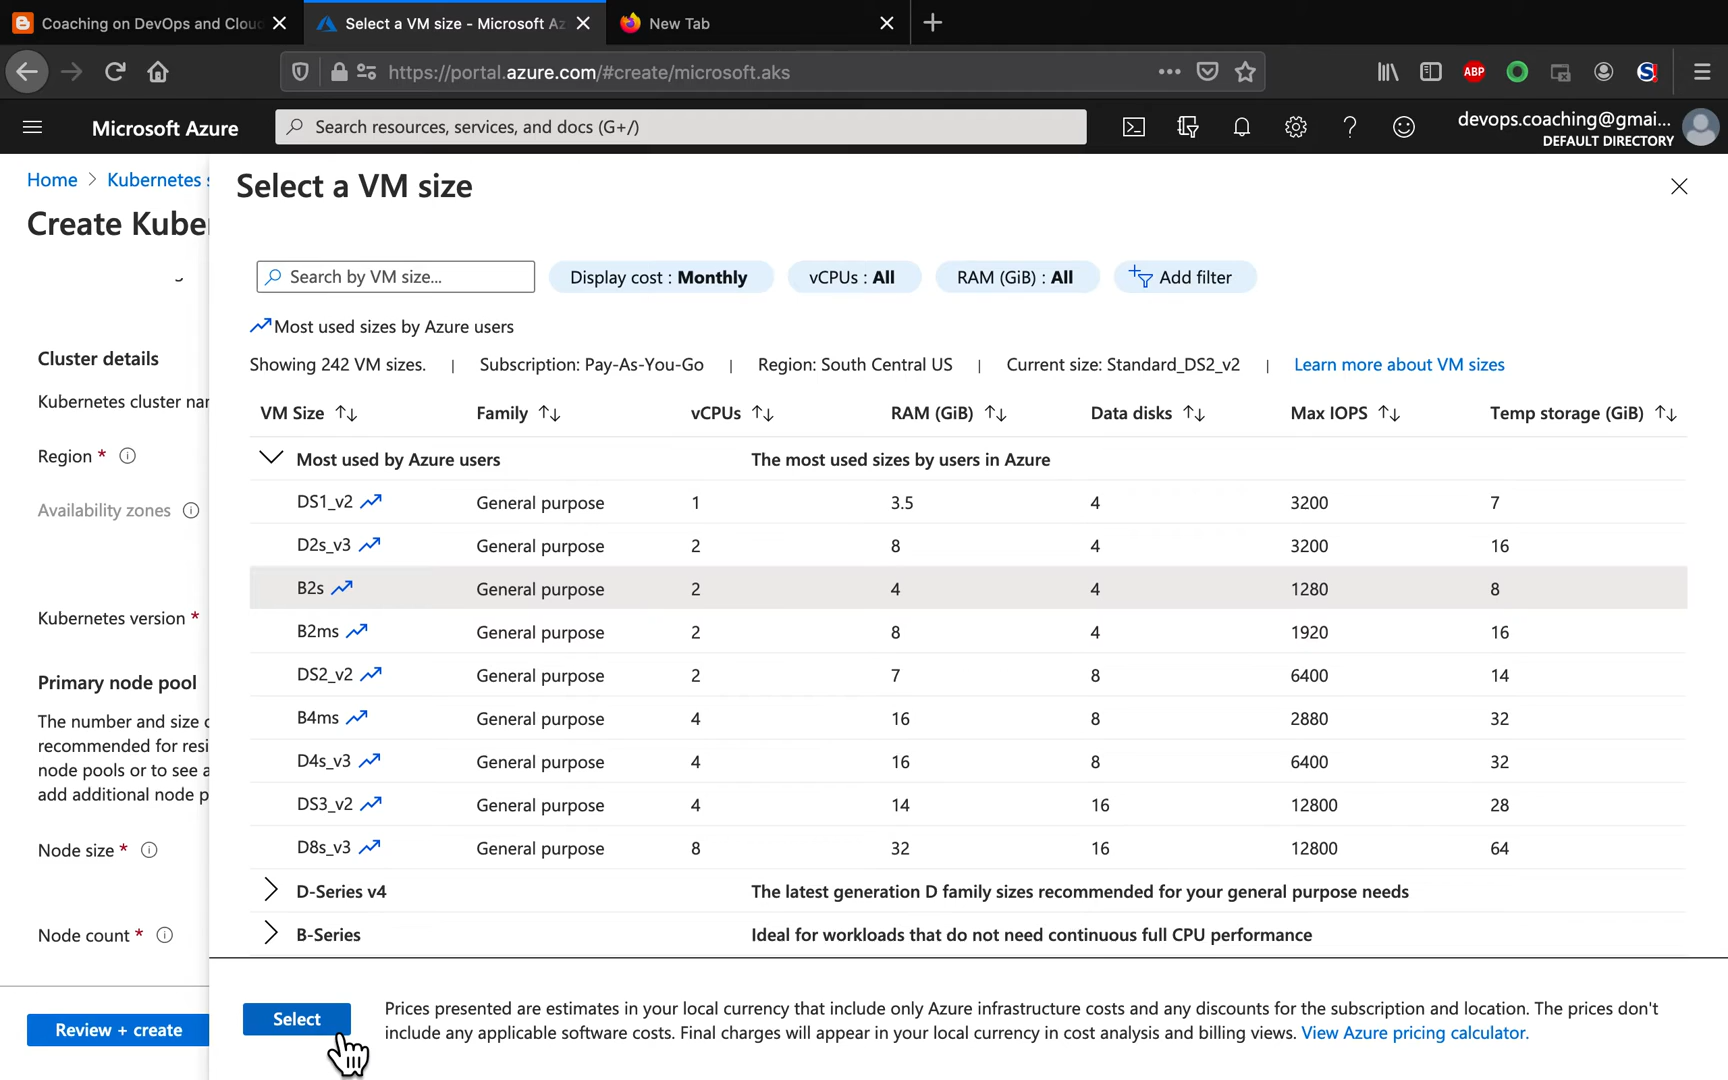 Coaching on DevOps and Clou
Select a VM size - Microsoft Az
New Tab
https://portal.azure.com/#create/microsoft.aks
ABP
Microsoft Azure
Search resources, services, and docs (G+/)
devops.coaching@gmai...
DEFAULT DIRECTORY
Home > Kubernetes s
Create Kuber
Select a VM size
Search by VM size...
Display cost : Monthly
vCPUs : All
RAM (GiB) : All
Add filter
Most used sizes by Azure users
Showing 242 VM sizes. | Subscription: Pay-As-You-Go | Region: South Central US | Current size: Standard_DS2_v2 | Learn more about VM sizes
VM Size Family vCPUs RAM (GiB) Data disks Max IOPS Temp storage (GiB)
Most used by Azure users The most used sizes by users in Azure
DS1_v2 General purpose 1 3.5 4 3200 7
D2s_v3 General purpose 2 8 4 3200 16
B2s General purpose 2 4 4 1280 8
B2ms General purpose 2 8 4 1920 16
DS2_v2 General purpose 2 7 8 6400 14
B4ms General purpose 4 16 8 2880 32
D4s_v3 General purpose 4 16 8 6400 32
DS3_v2 General purpose 4 14 16 12800 28
D8s_v3 General purpose 8 32 16 12800 64
D-Series v4 The latest generation D family sizes recommended for your general purpose needs
B-Series Ideal for workloads that do not need continuous full CPU performance
Cluster details
Kubernetes cluster nar
Region *
Availability zones
Kubernetes version *
Primary node pool
The number and size o
recommended for resi
node pools or to see a
add additional node p
Node size *
Node count *
Review + create
Select
Prices presented are estimates in your local currency that include only Azure infrastructure costs and any discounts for the subscription and location. The prices don't
include any applicable software costs. Final charges will appear in your local currency in cost analysis and billing views. View Azure pricing calculator.